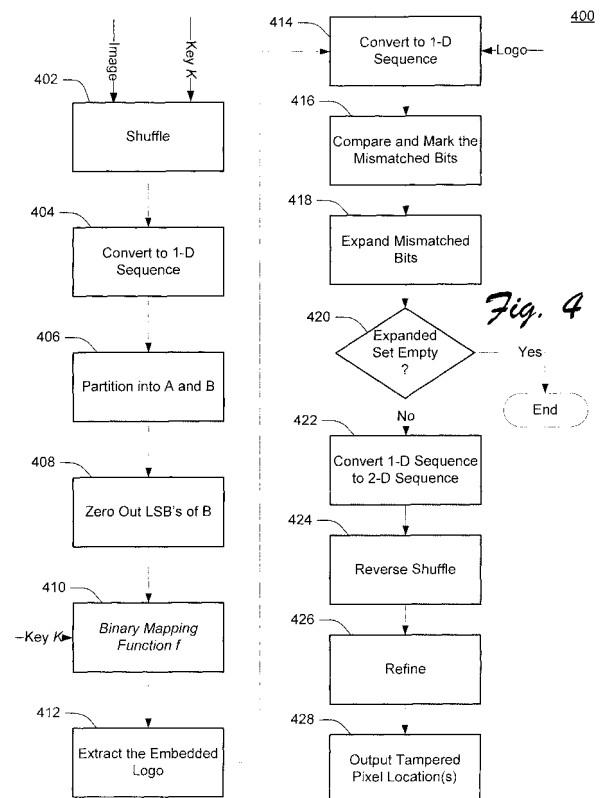 400
Image
Key K
402
Shuffle
404
Convert to 1-D
Sequence
406
Partition into A and B
408
Zero Out LSB's of B
410
Key K
Binary Mapping
Function f
412
Extract the Embedded
Logo
414
Convert to 1-D
Sequence
Logo
416
Compare and Mark the
Mismatched Bits
418
Expand Mismatched
Bits
420
Expanded
Set Empty
?
Yes
End
No
Fig. 4
422
Convert 1-D Sequence
to 2-D Sequence
424
Reverse Shuffle
426
Refine
428
Output Tampered
Pixel Location(s)